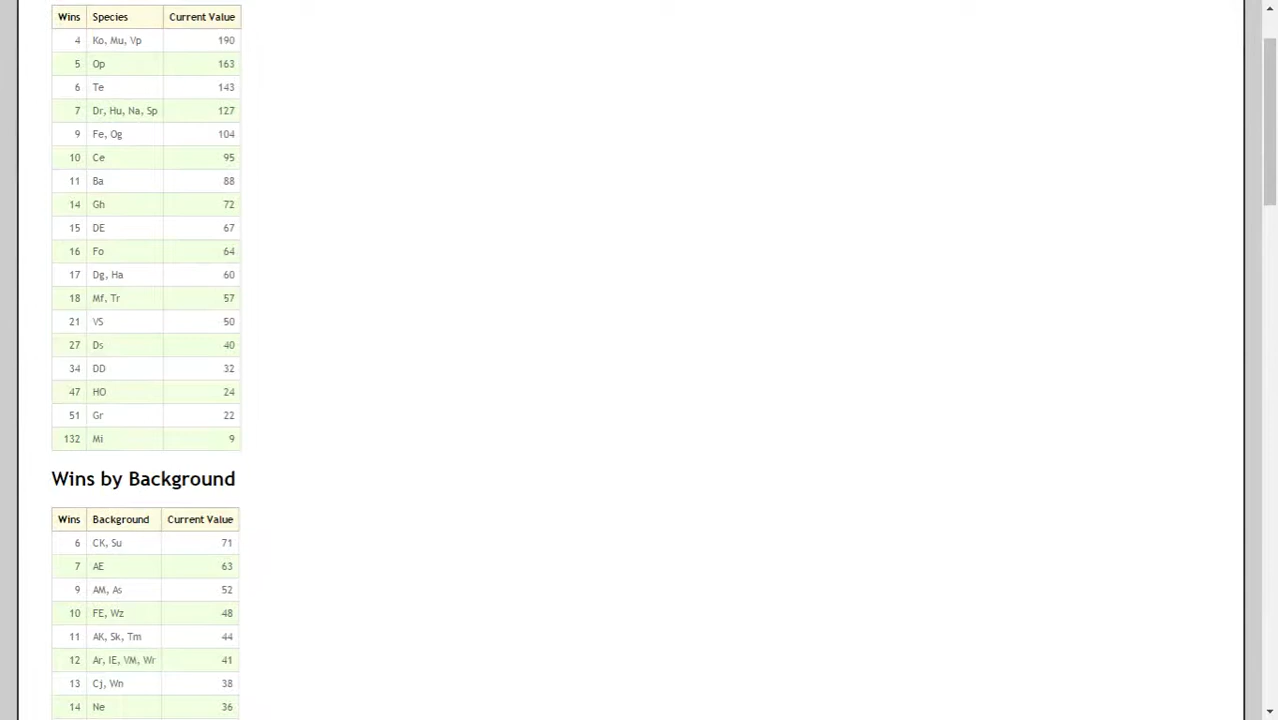 Wins Species Current Value
4 Ko, Mu, Vp 190
5 Op 163
6 Te 143
7 Dr, Hu, Na, Sp 127
9 Fe, Og 104
10 Ce 95
11 Ba 88
14 Gh 72
15 DE 67
16 Fo 64
17 Dg, Ha 60
18 Mf, Tr 57
21 VS 50
27 Ds 40
34 DD 32
47 HO 24
51 Gr 22
132 Mi 9
Wins by Background
Wins Background Current Value
6 CK, Su 71
7 AE 63
9 AM, As 52
10 FE, Wz 48
11 AK, Sk, Tm 44
12 Ar, IE, VM, Wr 41
13 Cj, Wn 38
14 Ne 36